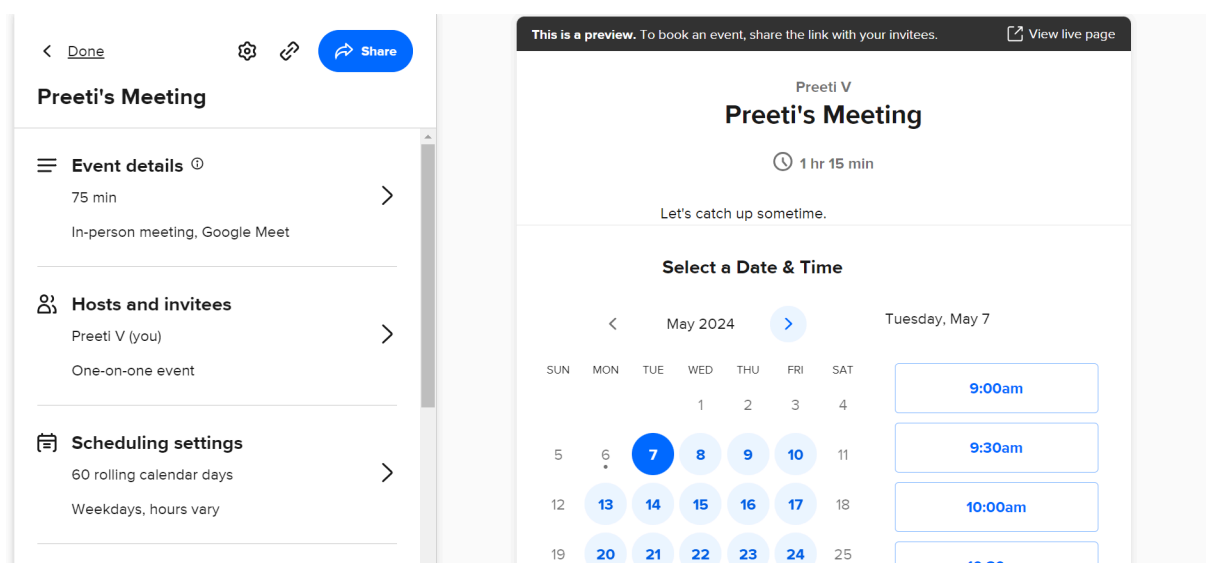 Done
Share
Preeti's Meeting
Event details
75 min
In-person meeting, Google Meet
Hosts and invitees
Preeti V (you)
One-on-one event
Scheduling settings
60 rolling calendar days
Weekdays, hours vary
This is a preview. To book an event, share the link with your invitees. View live page
Preeti V
Preeti's Meeting
1 hr 15 min
Let's catch up sometime.
Select a Date & Time
May 2024
SUN MON TUE WED THU FRI SAT
1 2 3 4
5 6 7 8 9 10 11
12 13 14 15 16 17 18
19 20 21 22 23 24 25
Tuesday, May 7
9:00am
9:30am
10:00am